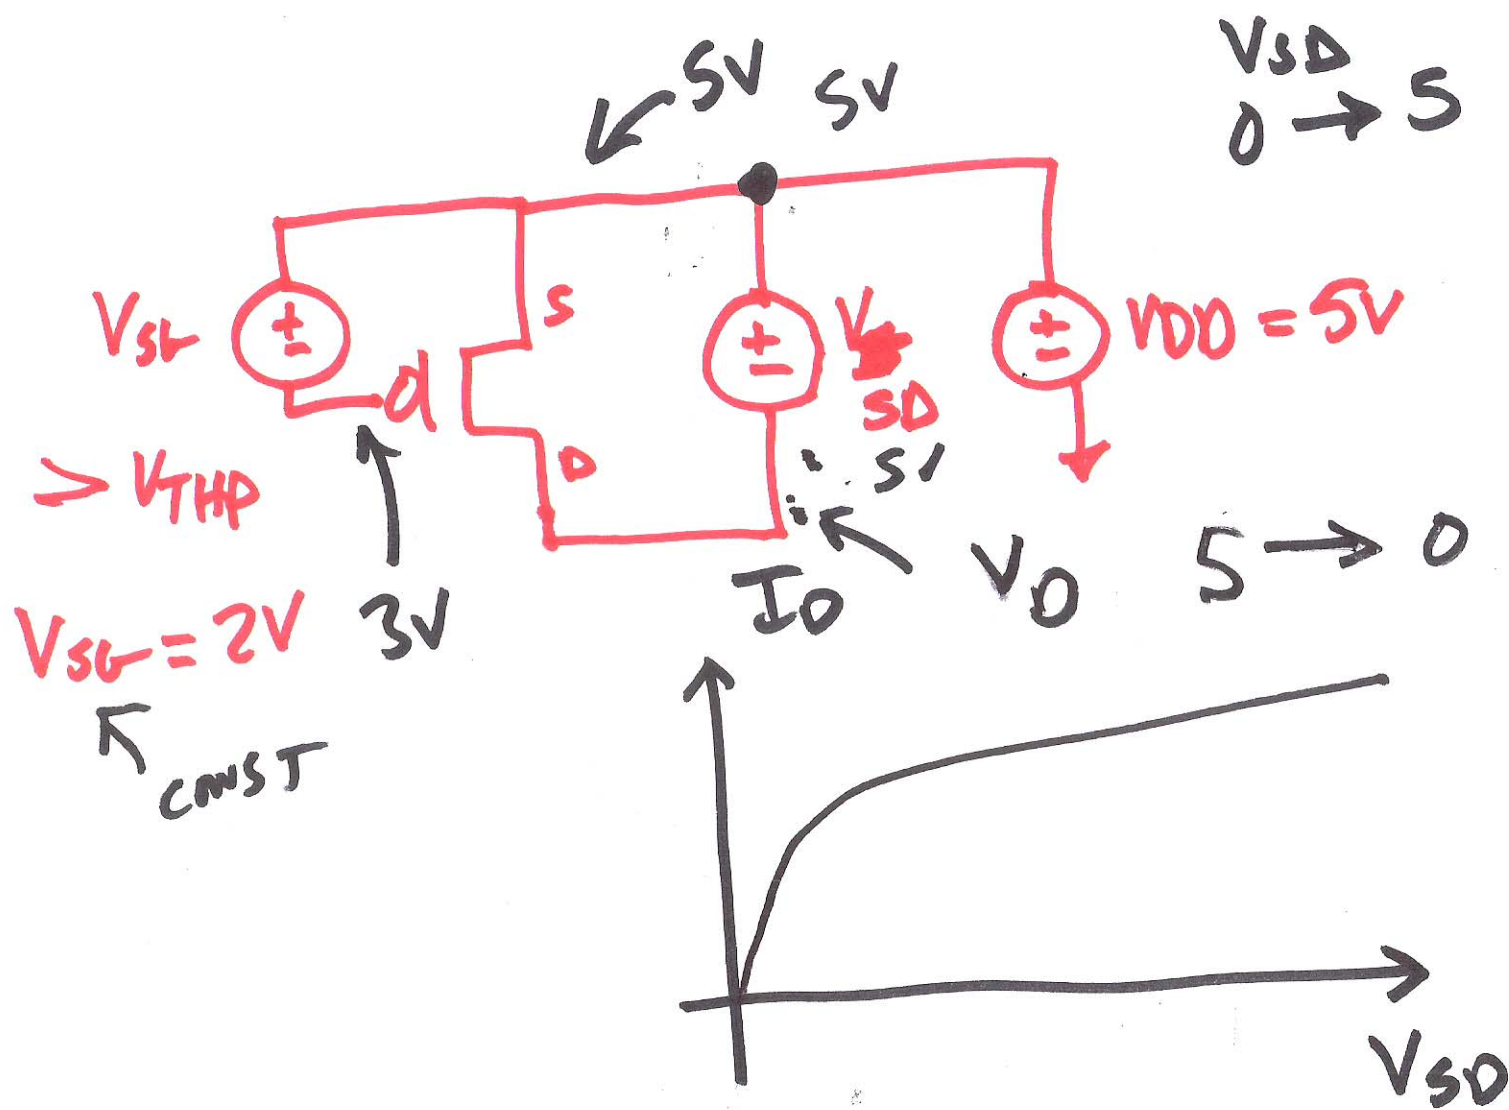 5V 5V
VSD
0 → 5
VSG
+
-
S
+
-
V
SD
+
-
VDD = 5V
> VTHP
D
5V
VSG = 2V
3V
ID
VD
5 → 0
CONST
VSD